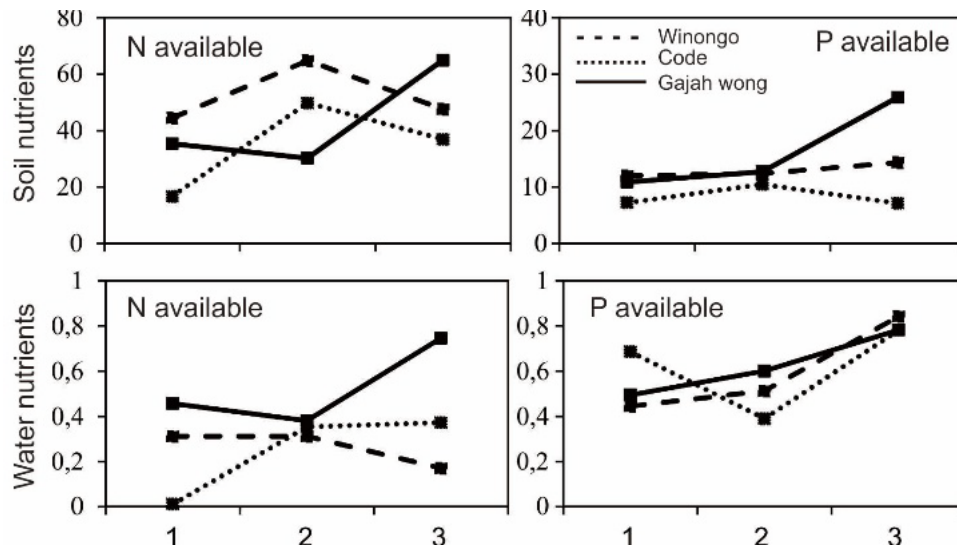 Soil nutrients
80
60
40
20
0
N available
40
30
20
10
0
Winongo
Code
Gajah wong
P available
Water nutrients
1
0,8
0,6
0,4
0,2
0
N available
1 2 3
1
0,8
0,6
0,4
0,2
0
P available
1 2 3